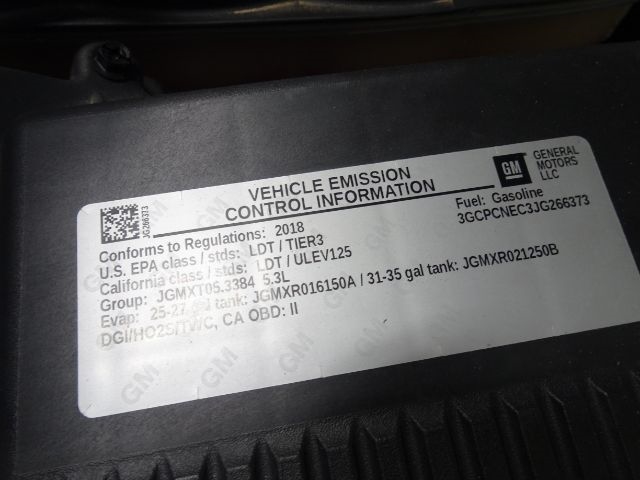 VEHICLE EMISSION
CONTROL INFORMATION
GM
GENERAL
MOTORS
LLC
JG266373
Conforms to Regulations: 2018
Fuel: Gasoline
U.S. EPA class / stds: LDT / TIER3
3GCPCNEC3JG266373
California class / stds: LDT / ULEV125
Group: JGMXT05.3384 5.3L
Evap: 25-27 gal tank: JGMXR016150A / 31-35 gal tank: JGMXR021250B
DGI/HO2S/TWC, CA OBD: II